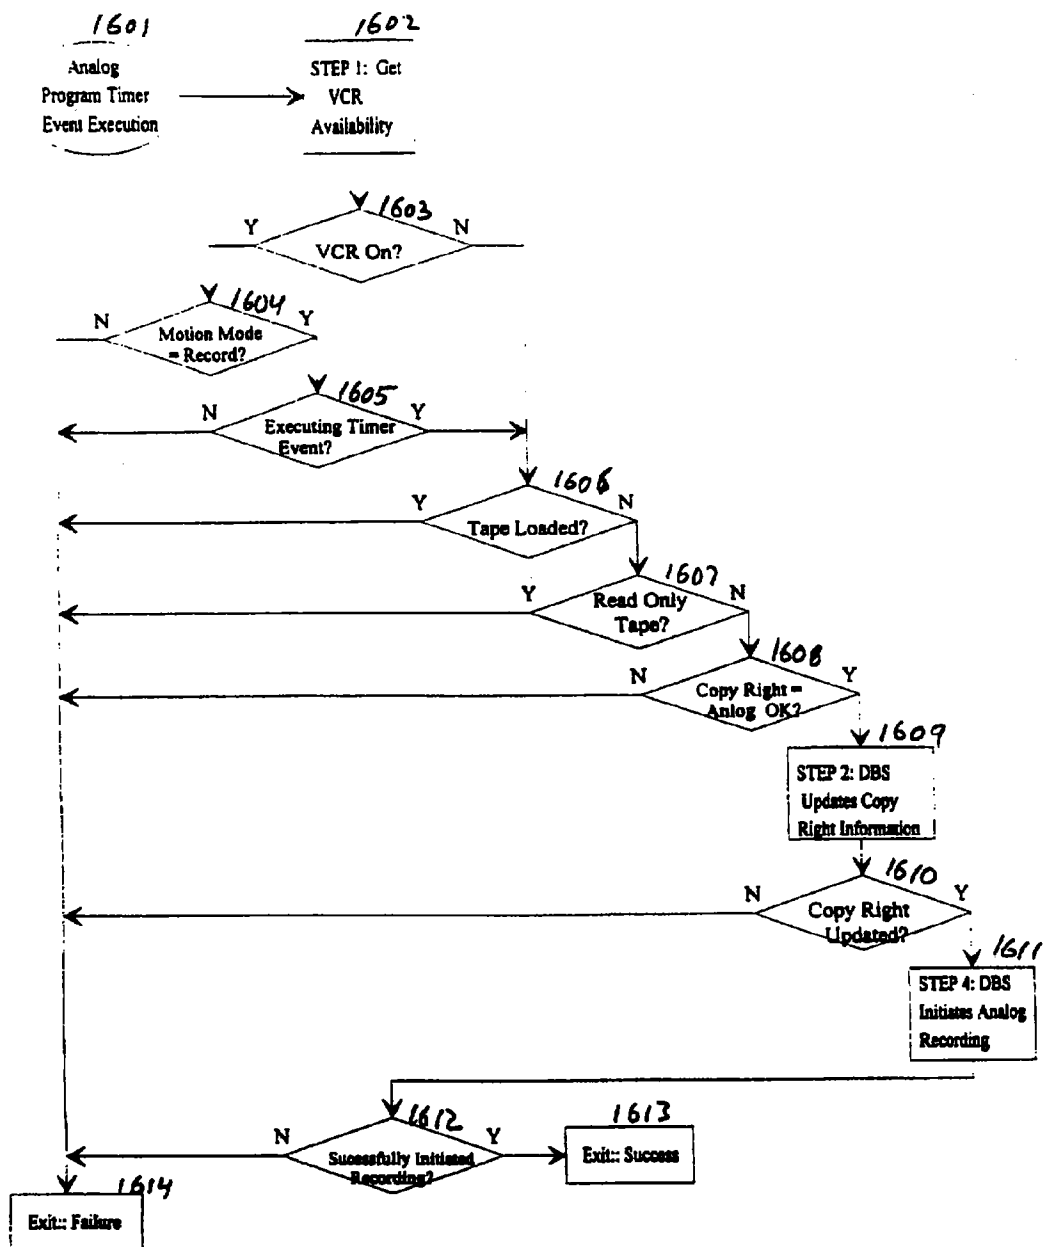 1601
Analog
Program Timer
Event Execution
1602
STEP 1: Get
VCR
Availability
1603
Y
N
VCR On?
1604
N
Y
Motion Mode
= Record?
1605
N
Y
Executing Timer
Event?
1606
Y
N
Tape Loaded?
1607
Y
N
Read Only
Tape?
1608
N
Y
Copy Right =
Anlog OK?
1609
STEP 2: DBS
Updates Copy
Right Information
1610
N
Y
Copy Right
Updated?
1611
STEP 4: DBS
Initiates Analog
Recording
1612
N
Y
Sucessfully Initiated
Recording?
1613
Exit:: Success
1614
Exit:: Failure